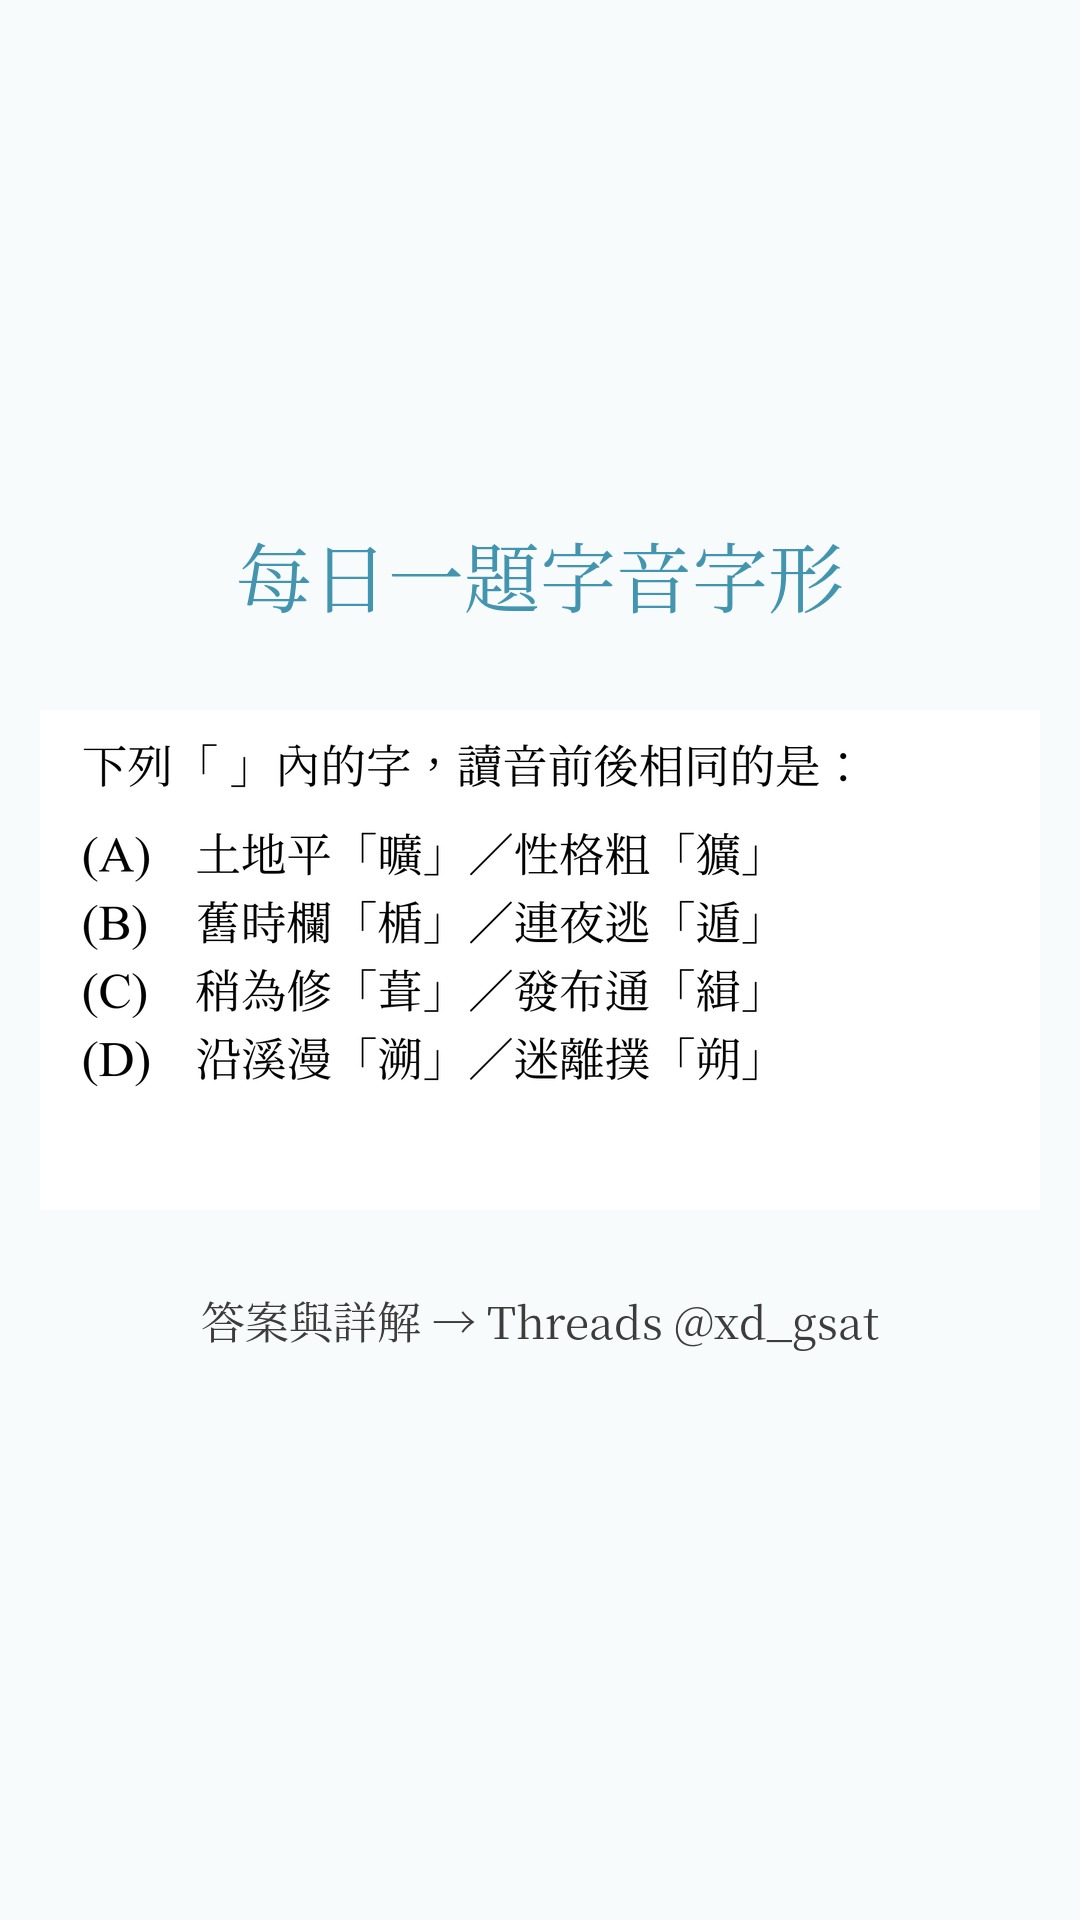 每日一題字音字形
下列「 」內的字，讀音前後相同的是：
(A) 土地平「曠」／性格粗「獷」
(B) 舊時欄「楯」／連夜逃「遁」
(C) 稍為修「葺」／發布通「緝」
(D) 沿溪漫「溯」／迷離撲「朔」
答案與詳解 → Threads @xd_gsat